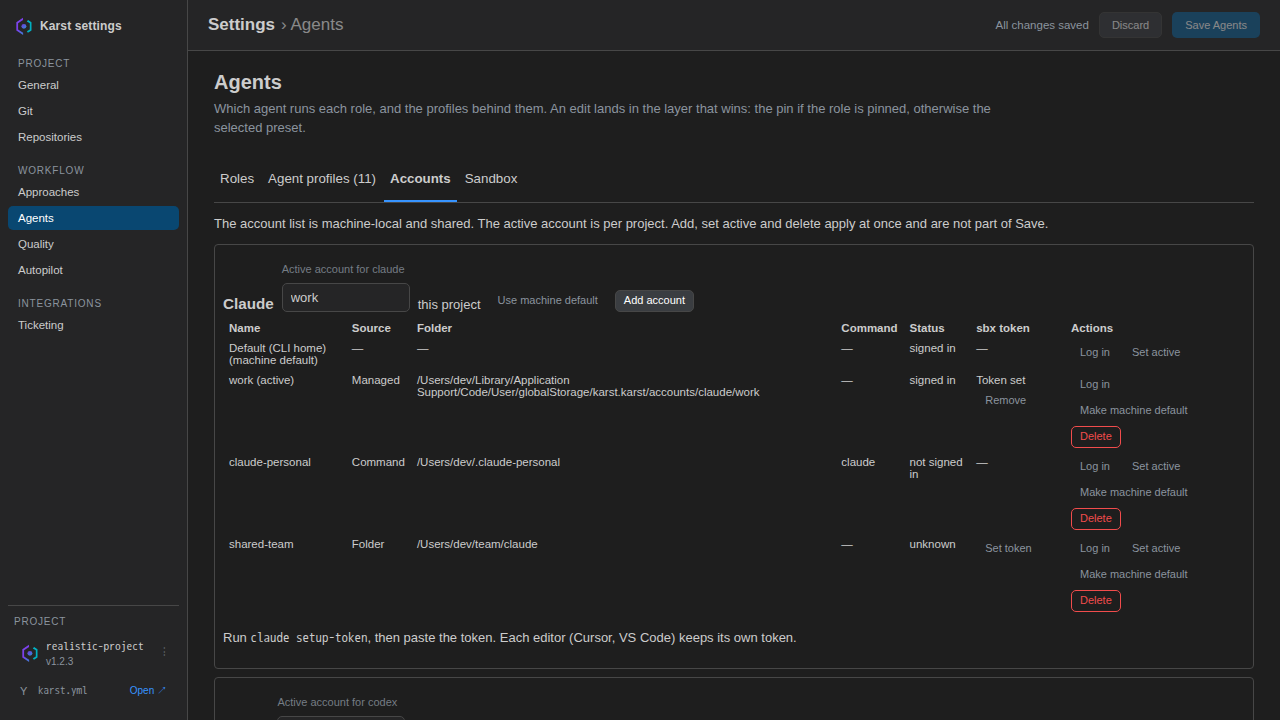 Karst settings
PROJECT
General
Git
Repositories
WORKFLOW
Approaches
Agents
Quality
Autopilot
INTEGRATIONS
Ticketing
PROJECT
realistic-project
v1.2.3
Y karst.yml Open ↗
Settings › Agents
All changes saved Discard Save Agents
Agents
Which agent runs each role, and the profiles behind them. An edit lands in the layer that wins: the pin if the role is pinned, otherwise the
selected preset.
Roles Agent profiles (11) Accounts Sandbox
The account list is machine-local and shared. The active account is per project. Add, set active and delete apply at once and are not part of Save.
Active account for claude
Claude work this project Use machine default Add account
Name Source Folder Command Status sbx token Actions
Default (CLI home) — — — signed in — Log in Set active
(machine default)
work (active) Managed /Users/dev/Library/Application — signed in Token set Log in
Support/Code/User/globalStorage/karst.karst/accounts/claude/work Remove
Make machine default
Delete
claude-personal Command /Users/dev/.claude-personal claude not signed — Log in Set active
in
Make machine default
Delete
shared-team Folder /Users/dev/team/claude — unknown Set token Log in Set active
Make machine default
Delete
Run claude setup-token, then paste the token. Each editor (Cursor, VS Code) keeps its own token.
Active account for codex